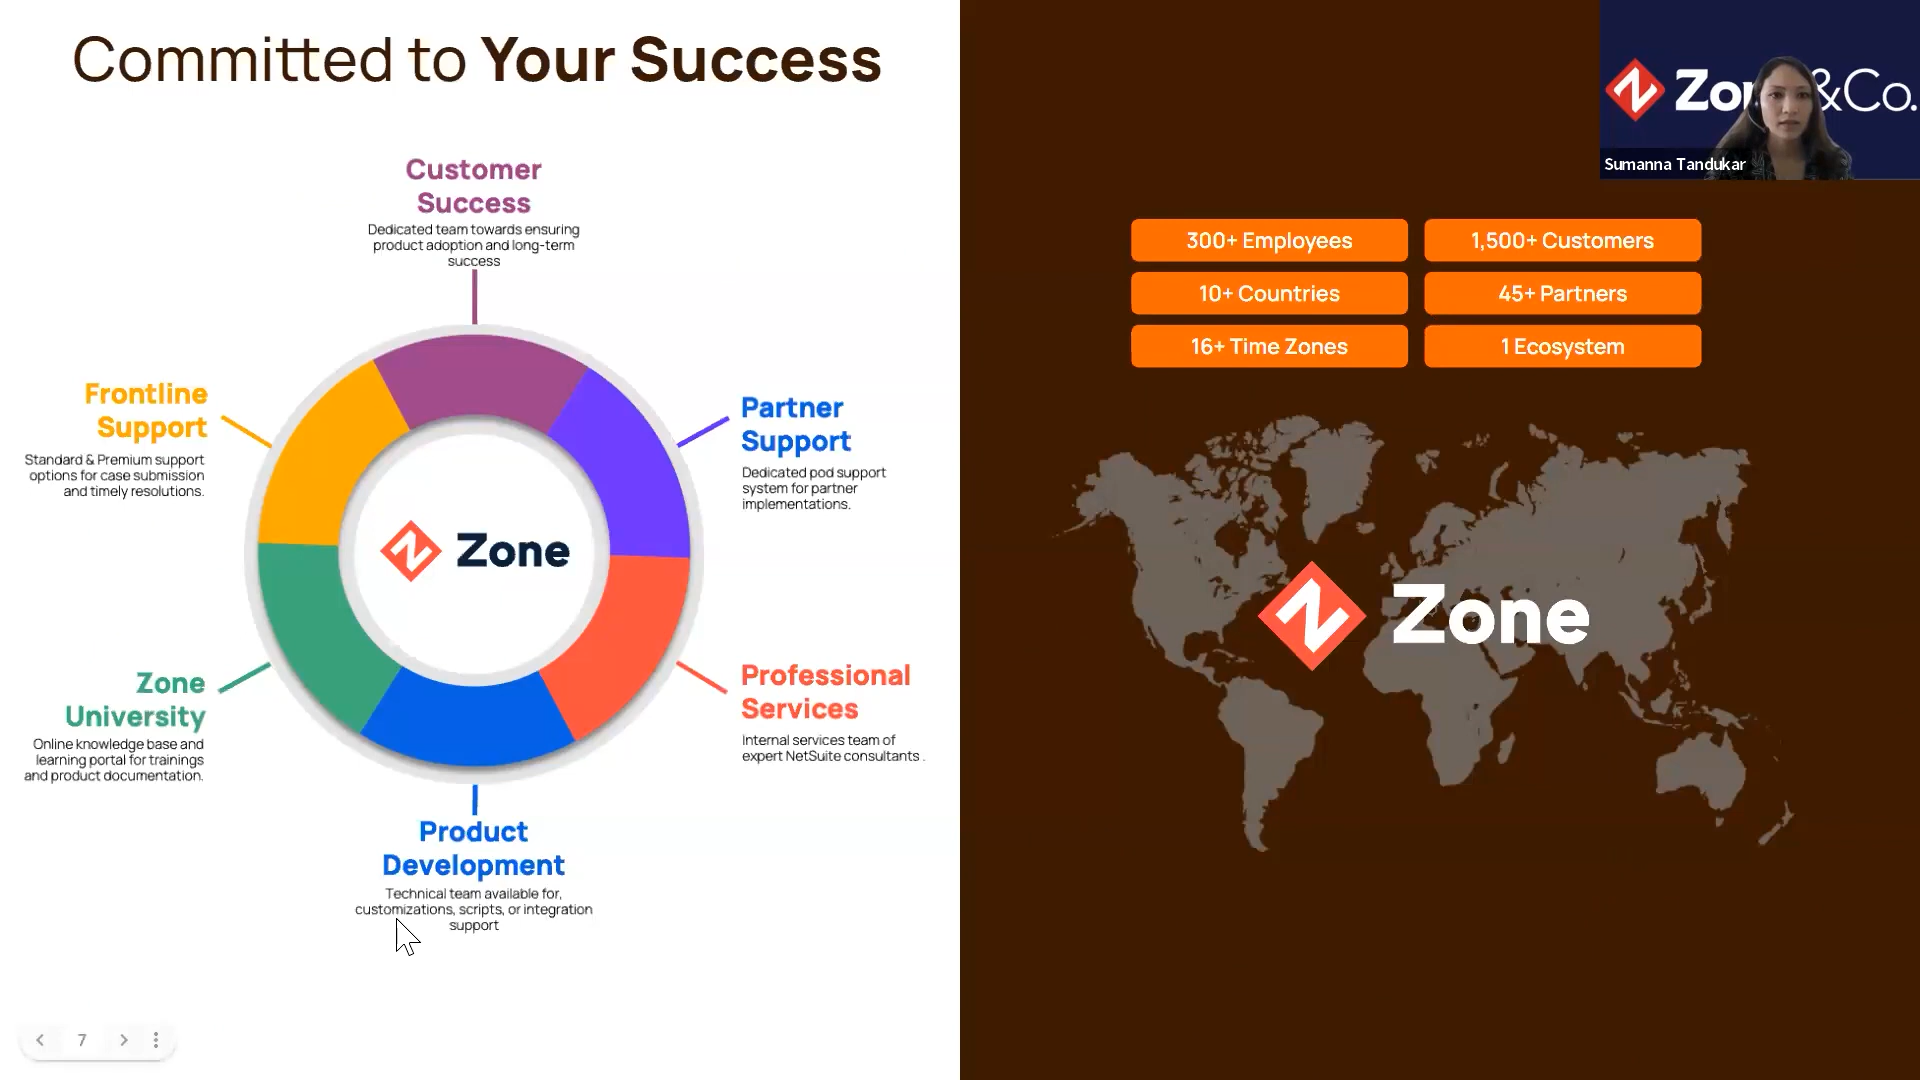 Committed to Your Success
Customer
Success
Dedicated team towards ensuring
product adoption and long-term
success
Frontline
Support
Standard & Premium support
options for case submission
and timely resolutions.
Partner
Support
Dedicated pod support
system for partner
implementations.
Zone
Zone
University
Online knowledge base and
learning portal for trainings
and product documentation.
Professional
Services
Internal services team of
expert NetSuite consultants .
Product
Development
Technical team available for,
customizations, scripts, or integration
support
7
&Co.
Sumanna Tandukar
300+ Employees
1,500+ Customers
10+ Countries
45+ Partners
16+ Time Zones
1 Ecosystem
Zone